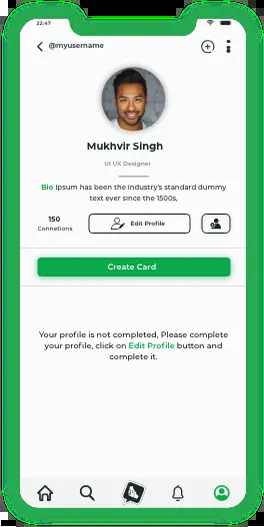 22:47
@myusername
Mukhvir Singh
UI UX Designer
Bio Ipsum has been the industry's standard dummy
text ever since the 1500s,
150
Connetions
Edit Profile
Create Card
Your profile is not completed, Please complete
your profile, click on Edit Profile button and
complete it.